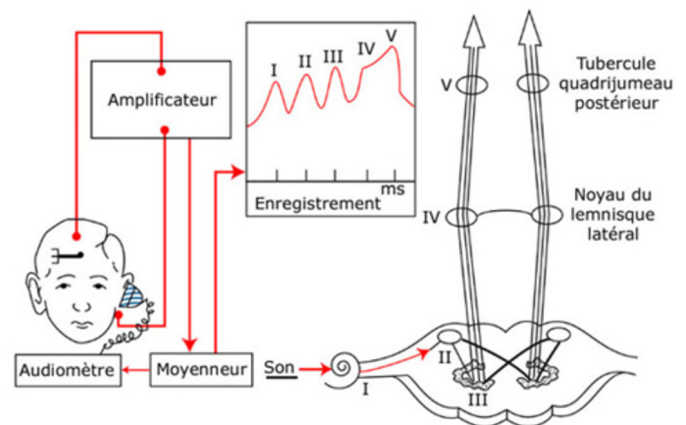 Amplificateur
I
II
III
IV
V
ms
Enregistrement
Audiomètre
Moyenneur
Son
I
II
III
IV
V
Tubercule
quadrijumeau
postérieur
Noyau du
lemnisque
latéral